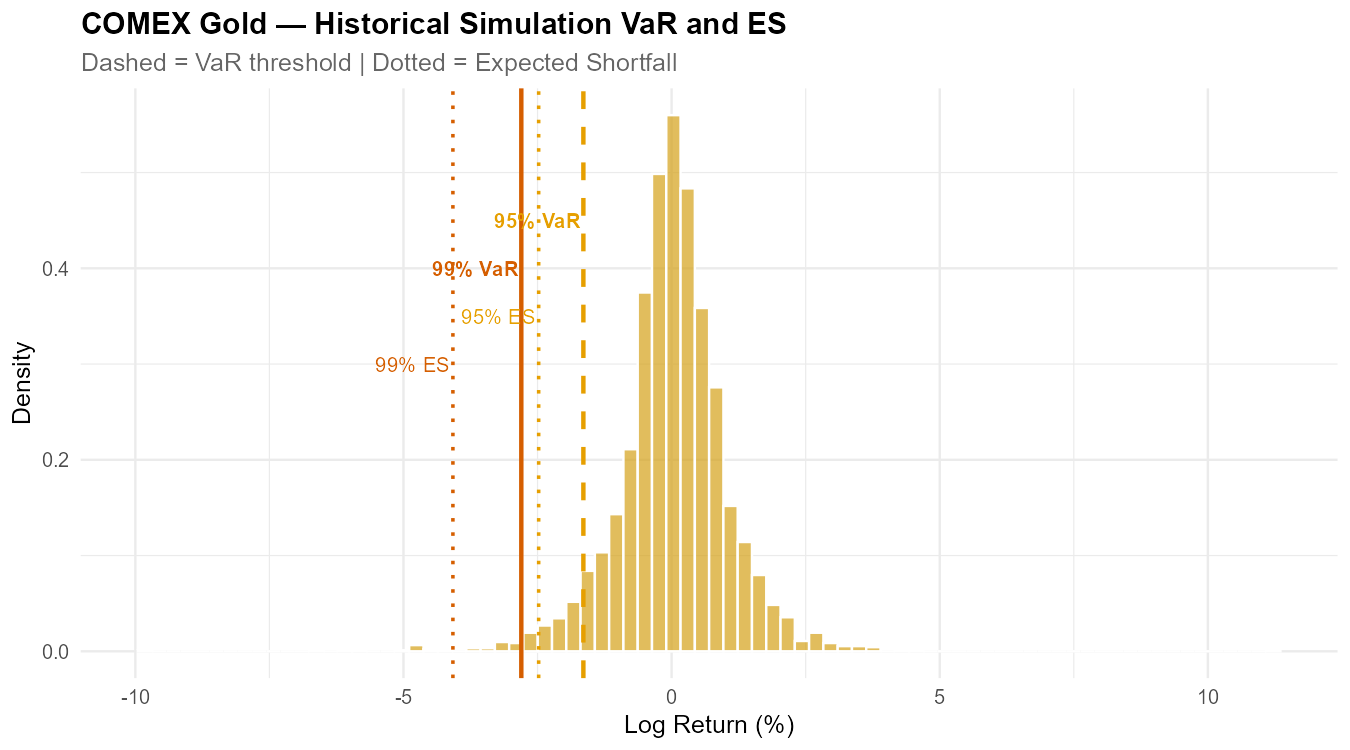 COMEX Gold — Historical Simulation VaR and ES
Dashed = VaR threshold | Dotted = Expected Shortfall
95% VaR
99% VaR
95% ES
99% ES
Density
0.4
0.2
0.0
-10
-5
0
5
10
Log Return (%)